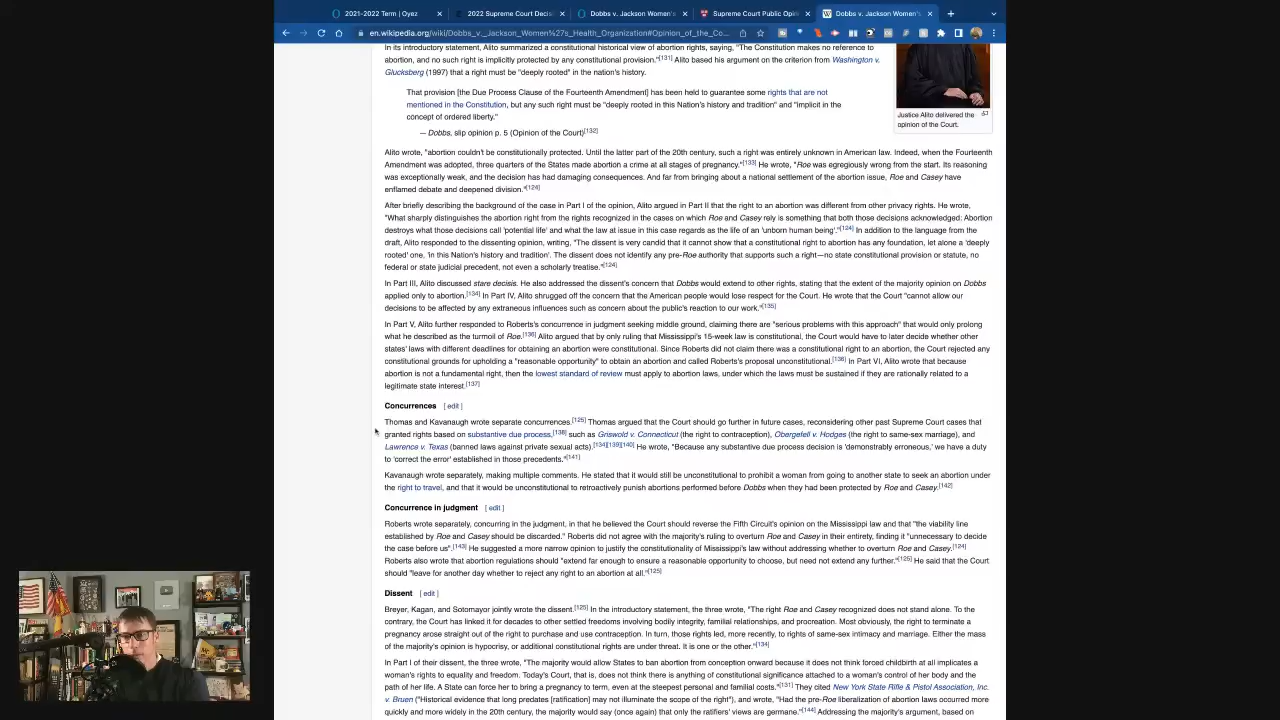 2021-2022 Term | Oyez
2022 Supreme Court Decis
Dobbs v. Jackson Women's
Supreme Court Public Opin
Dobbs v. Jackson Women's
en.wikipedia.org/wiki/Dobbs_v._Jackson_Women%27s_Health_Organization#Opinion_of_the_Co...
In its introductory statement, Alito summarized a constitutional historical view of abortion rights, saying, "The Constitution makes no reference to
abortion, and no such right is implicitly protected by any constitutional provision."[131] Alito based his argument on the criterion from Washington v.
Glucksberg (1997) that a right must be "deeply rooted" in the nation's history.
That provision [the Due Process Clause of the Fourteenth Amendment] has been held to guarantee some rights that are not
mentioned in the Constitution, but any such right must be "deeply rooted in this Nation's history and tradition" and "implicit in the
concept of ordered liberty."
— Dobbs, slip opinion p. 5 (Opinion of the Court)[132]
Justice Alito delivered the
opinion of the Court.
Alito wrote, "abortion couldn't be constitutionally protected. Until the latter part of the 20th century, such a right was entirely unknown in American law. Indeed, when the Fourteenth
Amendment was adopted, three quarters of the States made abortion a crime at all stages of pregnancy."[133] He wrote, "Roe was egregiously wrong from the start. Its reasoning
was exceptionally weak, and the decision has had damaging consequences. And far from bringing about a national settlement of the abortion issue, Roe and Casey have
enflamed debate and deepened division."[124]
After briefly describing the background of the case in Part I of the opinion, Alito argued in Part II that the right to an abortion was different from other privacy rights. He wrote,
"What sharply distinguishes the abortion right from the rights recognized in the cases on which Roe and Casey rely is something that both those decisions acknowledged: Abortion
destroys what those decisions call 'potential life' and what the law at issue in this case regards as the life of an 'unborn human being'."[124] In addition to the language from the
draft, Alito responded to the dissenting opinion, writing, "The dissent is very candid that it cannot show that a constitutional right to abortion has any foundation, let alone a 'deeply
rooted' one, 'in this Nation's history and tradition'. The dissent does not identify any pre-Roe authority that supports such a right—no state constitutional provision or statute, no
federal or state judicial precedent, not even a scholarly treatise."[124]
In Part III, Alito discussed stare decisis. He also addressed the dissent's concern that Dobbs would extend to other rights, stating that the extent of the majority opinion on Dobbs
applied only to abortion.[134] In Part IV, Alito shrugged off the concern that the American people would lose respect for the Court. He wrote that the Court "cannot allow our
decisions to be affected by any extraneous influences such as concern about the public's reaction to our work."[135]
In Part V, Alito further responded to Roberts's concurrence in judgment seeking middle ground, claiming there are "serious problems with this approach" that would only prolong
what he described as the turmoil of Roe.[136] Alito argued that by only ruling that Mississippi's 15-week law is constitutional, the Court would have to later decide whether other
states' laws with different deadlines for obtaining an abortion were constitutional. Since Roberts did not claim there was a constitutional right to an abortion, the Court rejected any
constitutional grounds for upholding a "reasonable opportunity" to obtain an abortion and called Roberts's proposal unconstitutional.[136] In Part VI, Alito wrote that because
abortion is not a fundamental right, then the lowest standard of review must apply to abortion laws, under which the laws must be sustained if they are rationally related to a
legitimate state interest.[137]
Concurrences [ edit ]
Thomas and Kavanaugh wrote separate concurrences.[125] Thomas argued that the Court should go further in future cases, reconsidering other past Supreme Court cases that
granted rights based on substantive due process,[138] such as Griswold v. Connecticut (the right to contraception), Obergefell v. Hodges (the right to same-sex marriage), and
Lawrence v. Texas (banned laws against private sexual acts).[134][139][140] He wrote, "Because any substantive due process decision is 'demonstrably erroneous,' we have a duty
to 'correct the error' established in those precedents."[141]
Kavanaugh wrote separately, making multiple comments. He stated that it would still be unconstitutional to prohibit a woman from going to another state to seek an abortion under
the right to travel, and that it would be unconstitutional to retroactively punish abortions performed before Dobbs when they had been protected by Roe and Casey.[142]
Concurrence in judgment [ edit ]
Roberts wrote separately, concurring in the judgment, in that he believed the Court should reverse the Fifth Circuit's opinion on the Mississippi law and that "the viability line
established by Roe and Casey should be discarded." Roberts did not agree with the majority's ruling to overturn Roe and Casey in their entirety, finding it "unnecessary to decide
the case before us".[143] He suggested a more narrow opinion to justify the constitutionality of Mississippi's law without addressing whether to overturn Roe and Casey.[124]
Roberts also wrote that abortion regulations should "extend far enough to ensure a reasonable opportunity to choose, but need not extend any further."[125] He said that the Court
should "leave for another day whether to reject any right to an abortion at all."[125]
Dissent [ edit ]
Breyer, Kagan, and Sotomayor jointly wrote the dissent.[125] In the introductory statement, the three wrote, "The right Roe and Casey recognized does not stand alone. To the
contrary, the Court has linked it for decades to other settled freedoms involving bodily integrity, familial relationships, and procreation. Most obviously, the right to terminate a
pregnancy arose straight out of the right to purchase and use contraception. In turn, those rights led, more recently, to rights of same-sex intimacy and marriage. Either the mass
of the majority's opinion is hypocrisy, or additional constitutional rights are under threat. It is one or the other."[134]
In Part I of their dissent, the three wrote, "The majority would allow States to ban abortion from conception onward because it does not think forced childbirth at all implicates a
woman's rights to equality and freedom. Today's Court, that is, does not think there is anything of constitutional significance attached to a woman's control of her body and the
path of her life. A State can force her to bring a pregnancy to term, even at the steepest personal and familial costs."[131] They cited New York State Rifle & Pistol Association, Inc.
v. Bruen ("Historical evidence that long predates [ratification] may not illuminate the scope of the right"), and wrote, "Had the pre-Roe liberalization of abortion laws occurred more
quickly and more widely in the 20th century, the majority would say (once again) that only the ratifiers' views are germane."[144] Addressing the majority's argument, based on